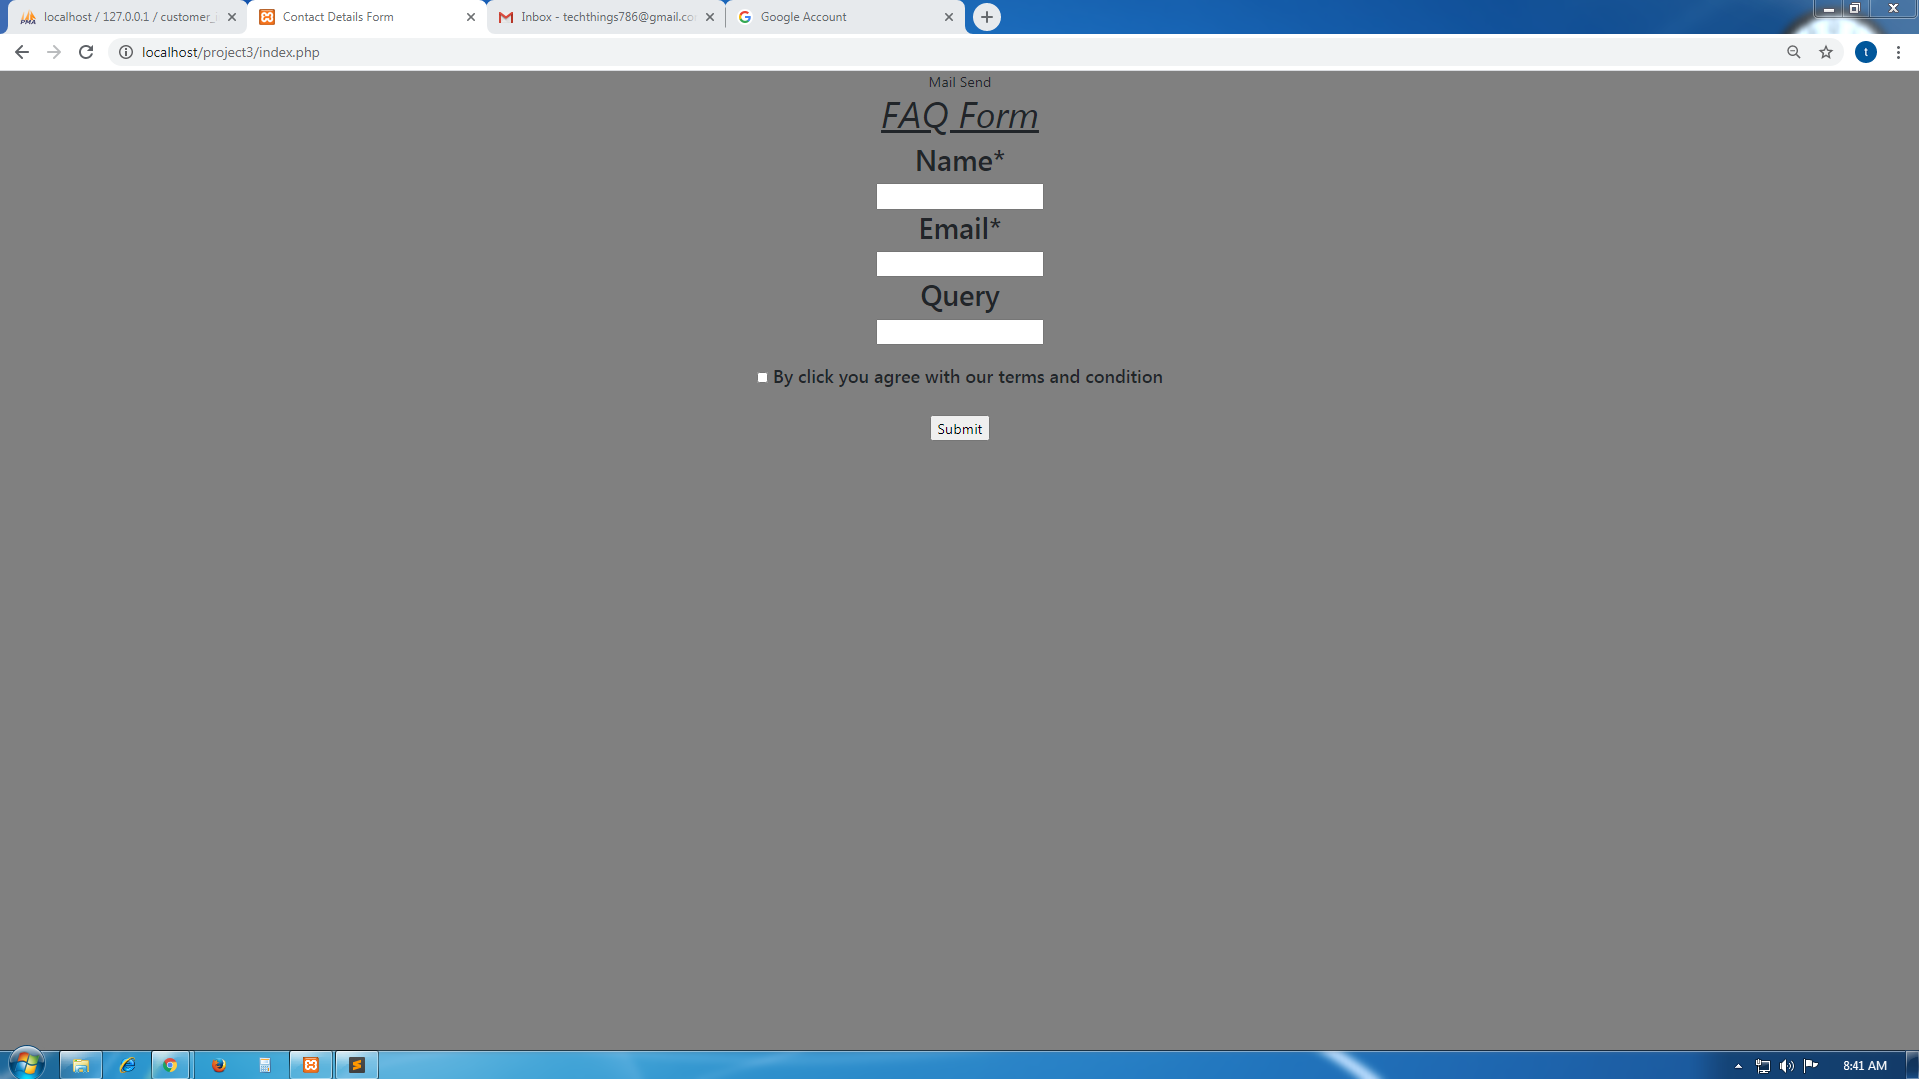 localhost / 127.0.0.1 / customer_i
Contact Details Form
Inbox - techthings786@gmail.co
Google Account
localhost/project3/index.php
t
Mail Send
FAQ Form
Name*
Email*
Query
By click you agree with our terms and condition
Submit
8:41 AM